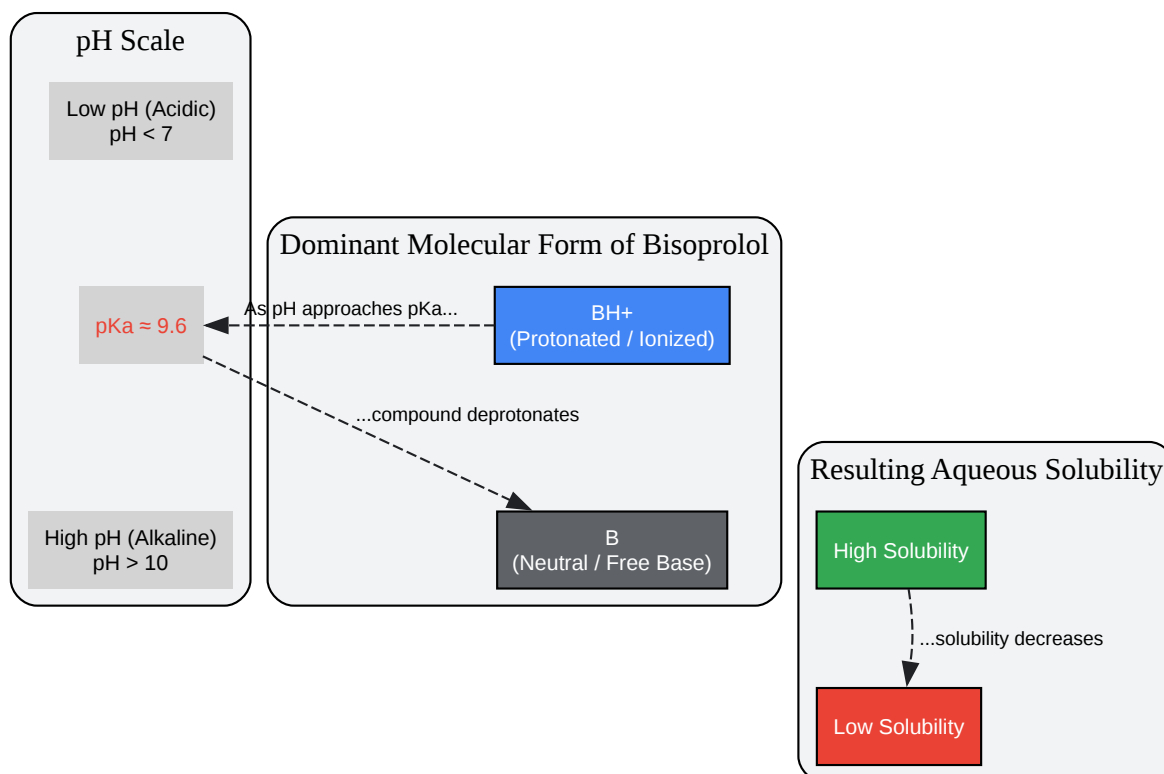 pH Scale
Low pH (Acidic)
pH < 7
Dominant Molecular Form of Bisoprolol
pKa ≈ 9.6
As pH approaches pKa...
BH+
(Protonated / Ionized)
...compound deprotonates
High pH (Alkaline)
pH > 10
B
(Neutral / Free Base)
Resulting Aqueous Solubility
High Solubility
...solubility decreases
Low Solubility